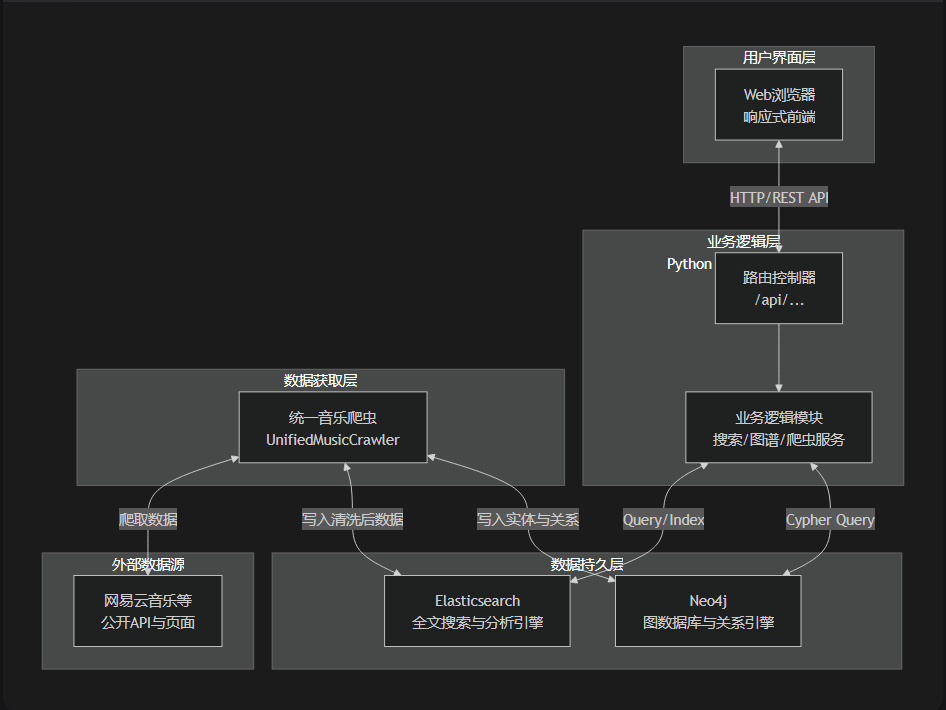 用户界面层
Web浏览器
响应式前端
HTTP/REST API
业务逻辑层
Python
路由控制器
/api/...
数据获取层
统一音乐爬虫
UnifiedMusicCrawler
业务逻辑模块
搜索/图谱/爬虫服务
爬取数据
写入清洗后数据
写入实体与关系
Query/Index
Cypher Query
外部数据源
网易云音乐等
公开API与页面
数据持久层
Elasticsearch
全文搜索与分析引擎
Neo4j
图数据库与关系引擎